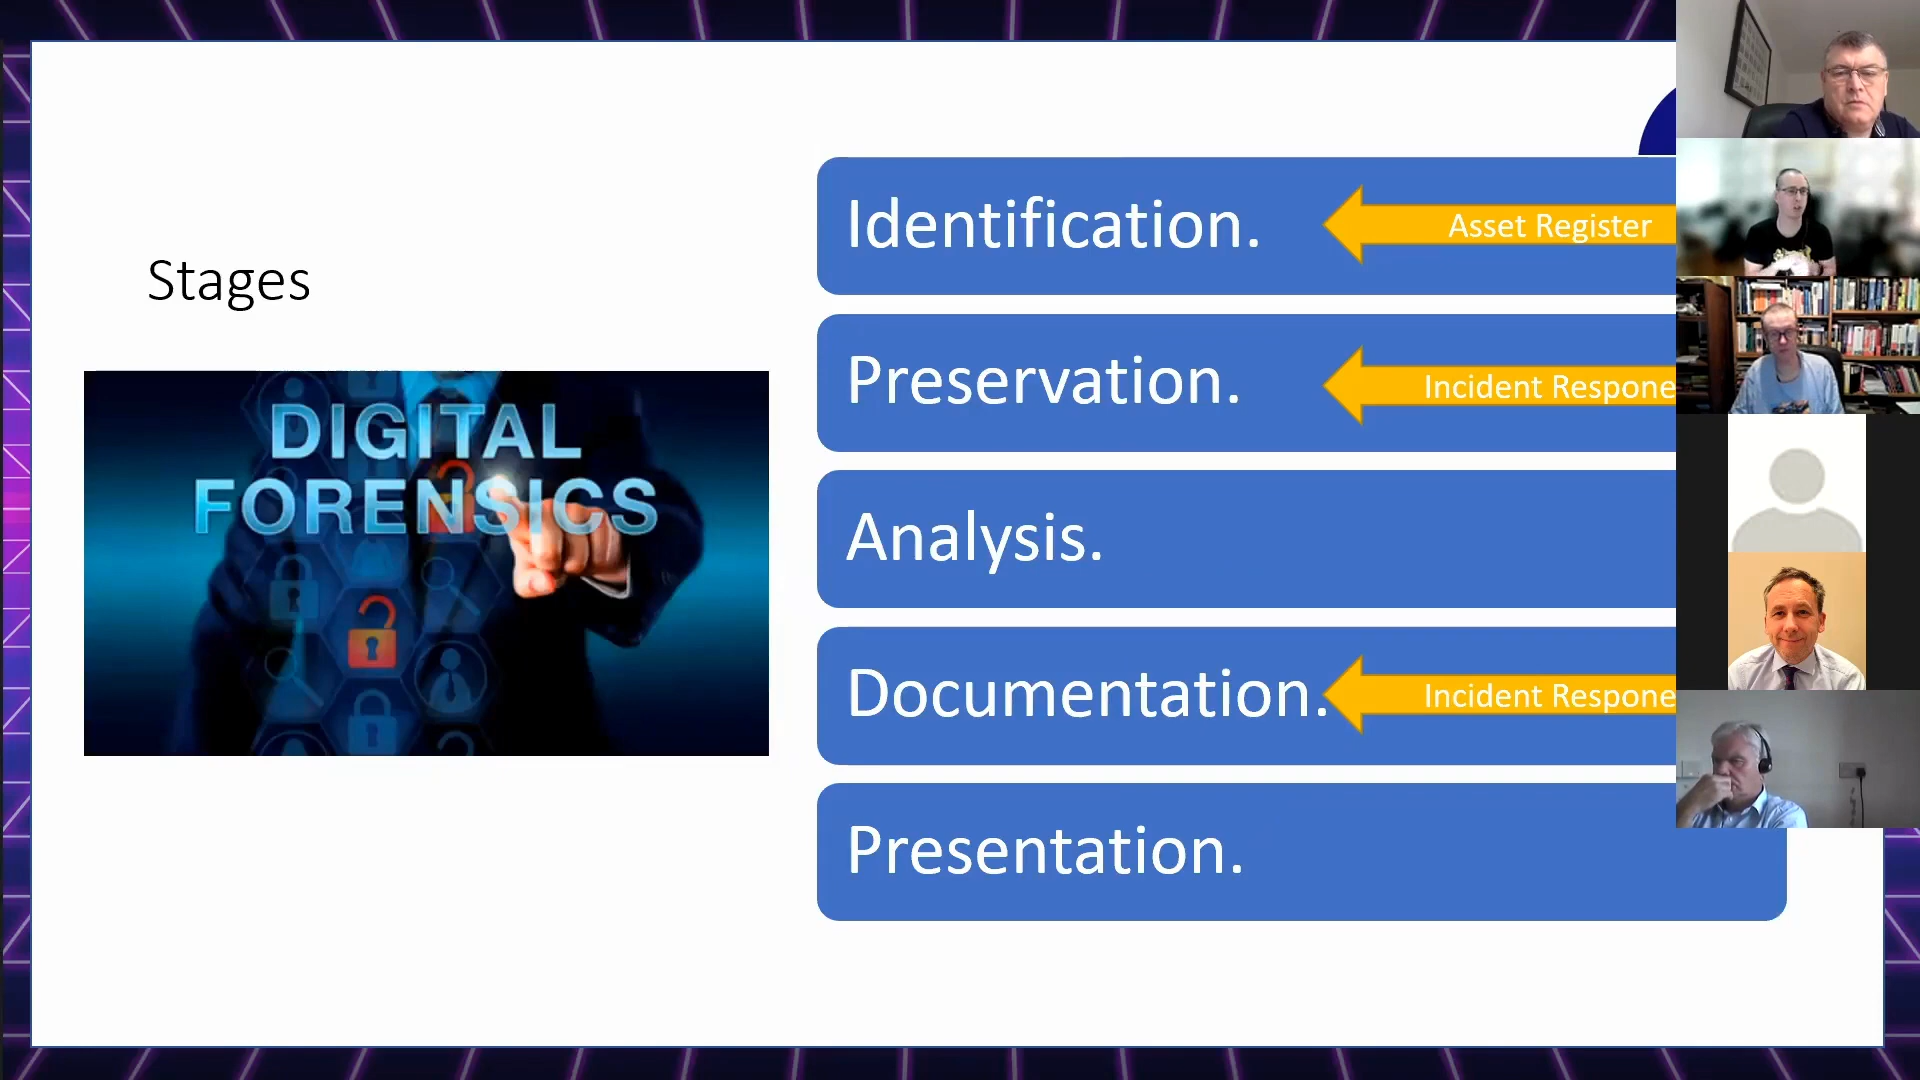 Stages
DIGITAL
FORENSICS
Identification.
Asset Register
Preservation.
Incident Respone
Analysis.
Documentation.
Incident Respone
Presentation.